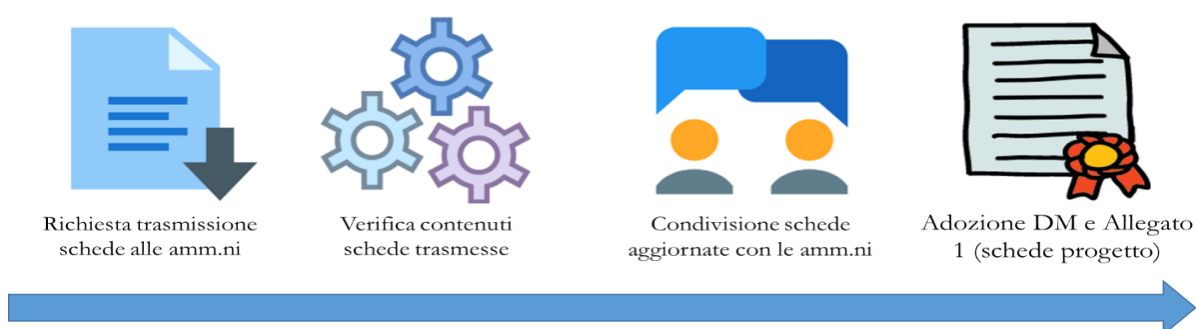 Richiesta trasmissione
schede alle amm.ni
Verifica contenuti
schede trasmesse
Condivisione schede
aggiornate con le amm.ni
Adozione DM e Allegato
1 (schede progetto)